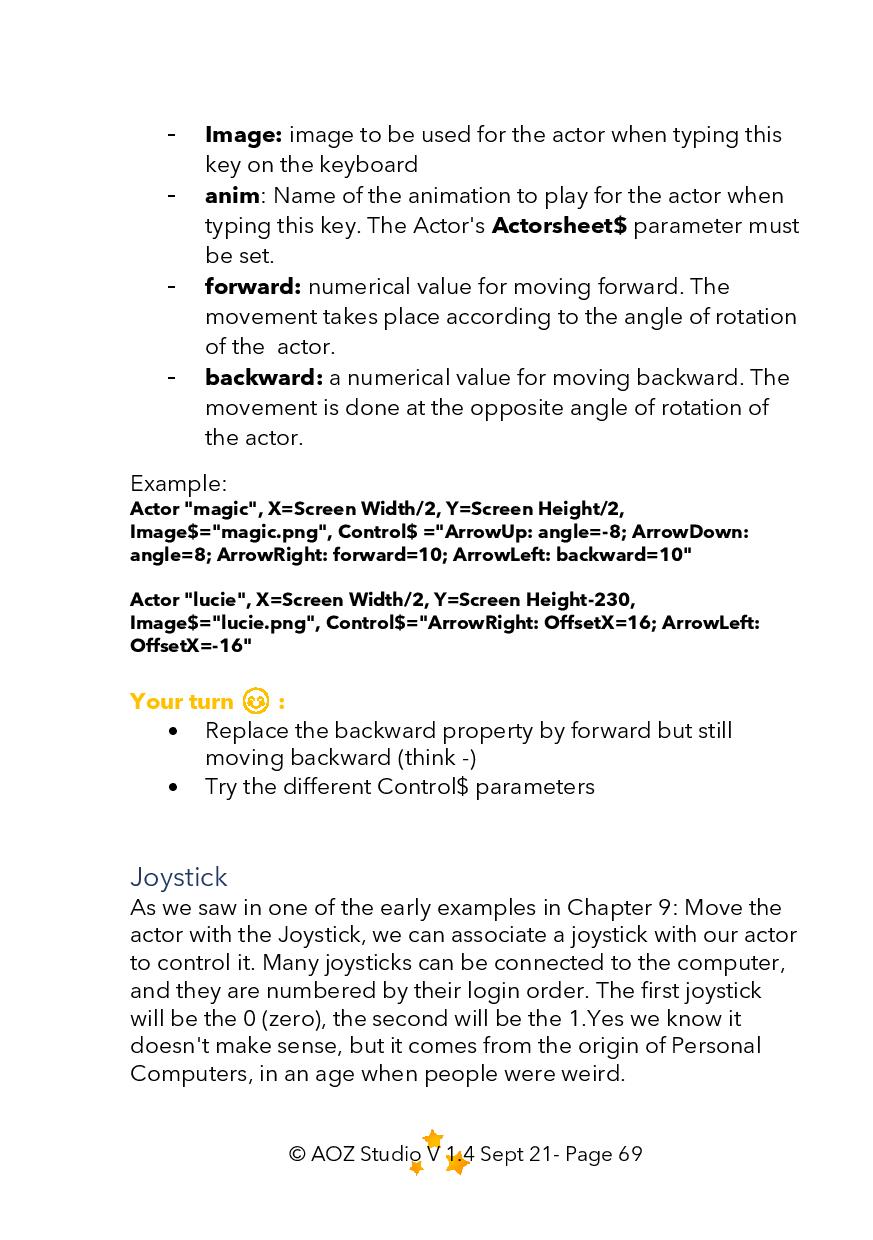 - Image: image to be used for the actor when typing this
key on the keyboard
- anim: Name of the animation to play for the actor when
typing this key. The Actor's Actorsheet$ parameter must
be set.
- forward: numerical value for moving forward. The
movement takes place according to the angle of rotation
of the  actor.
- backward: a numerical value for moving backward. The
movement is done at the opposite angle of rotation of
the actor.
Example:
Actor "magic", X=Screen Width/2, Y=Screen Height/2,
Image$="magic.png", Control$ ="ArrowUp: angle=-8; ArrowDown:
angle=8; ArrowRight: forward=10; ArrowLeft: backward=10"
Actor "lucie", X=Screen Width/2, Y=Screen Height-230,
Image$="lucie.png", Control$="ArrowRight: OffsetX=16; ArrowLeft:
OffsetX=-16"
Your turn 😊 :
• Replace the backward property by forward but still
moving backward (think -)
• Try the different Control$ parameters
Joystick
As we saw in one of the early examples in Chapter 9: Move the
actor with the Joystick, we can associate a joystick with our actor
to control it. Many joysticks can be connected to the computer,
and they are numbered by their login order. The first joystick
will be the 0 (zero), the second will be the 1.Yes we know it
doesn't make sense, but it comes from the origin of Personal
Computers, in an age when people were weird.
© AOZ Studio V 1.4 Sept 21- Page 69